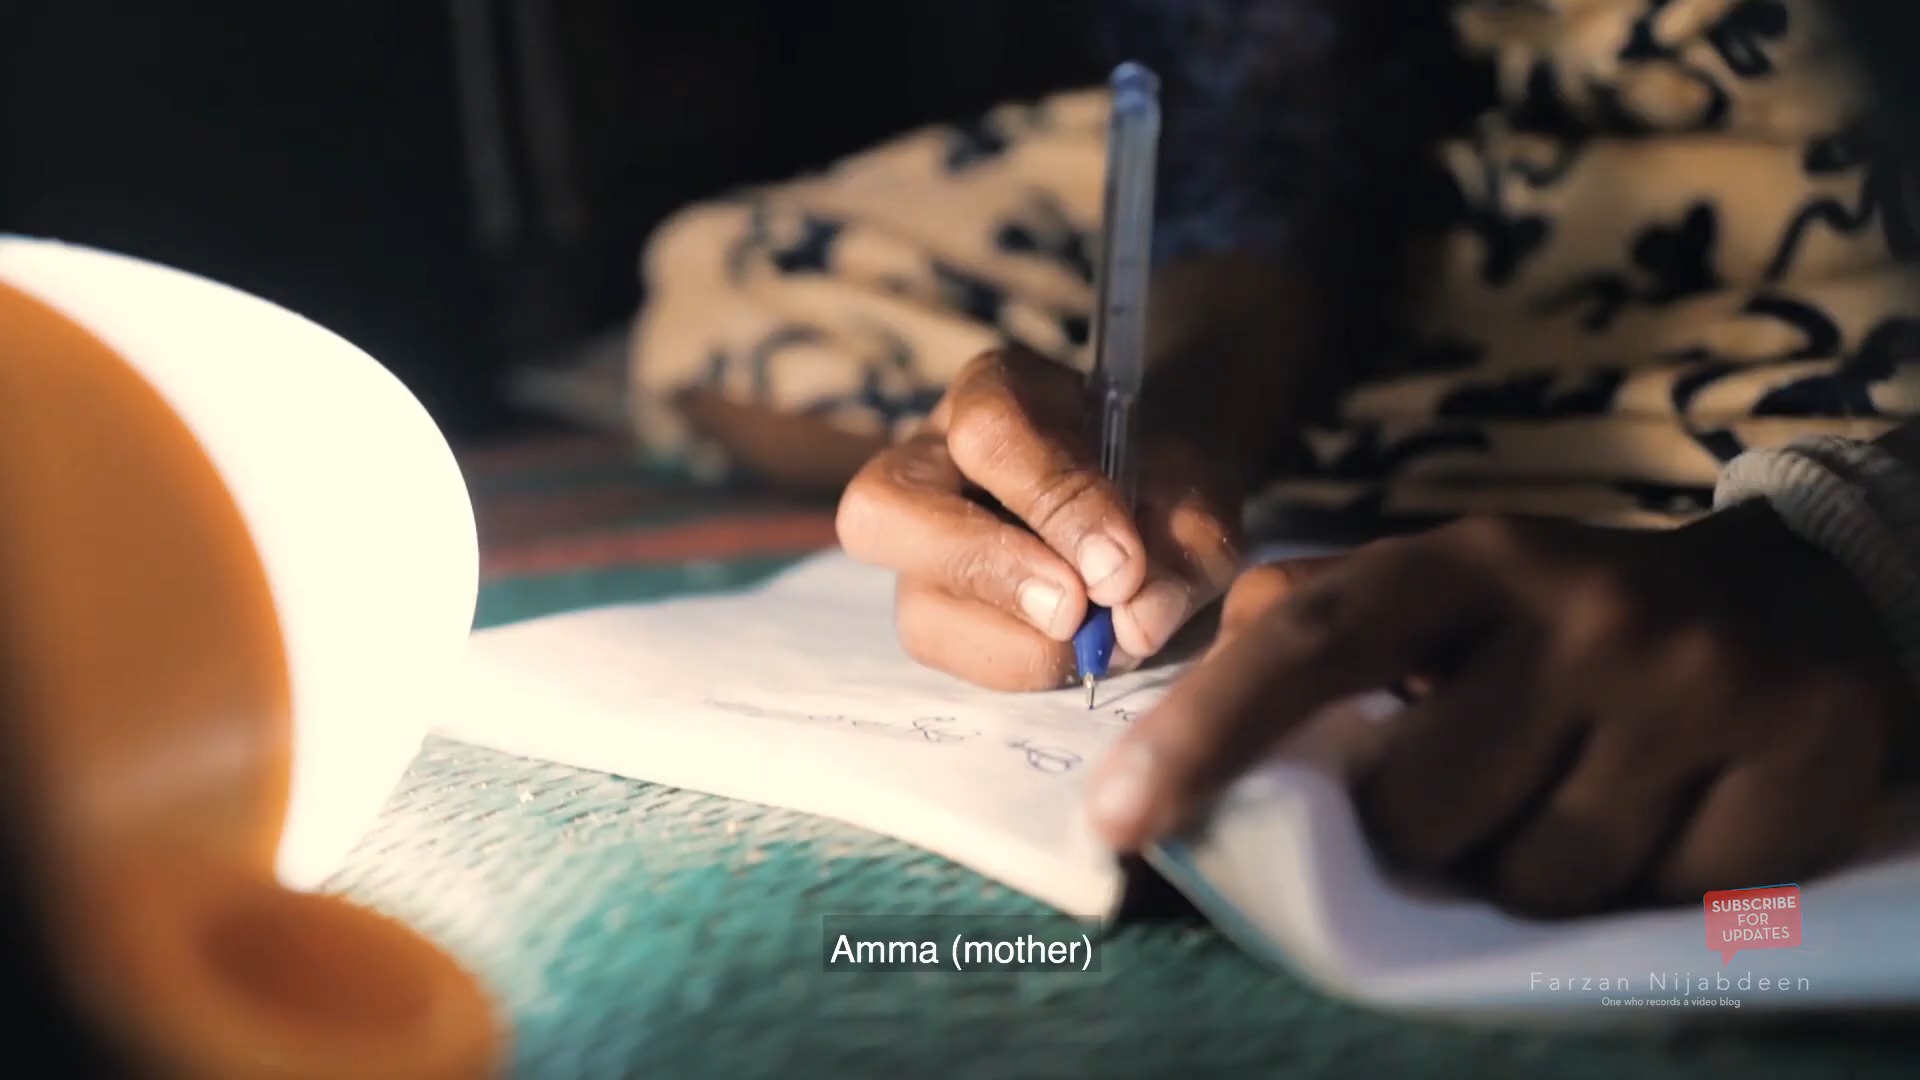 Amma (mother)
SUBSCRIBE
FOR
UPDATES
Farzan Nijabdeen
One who records a video blog